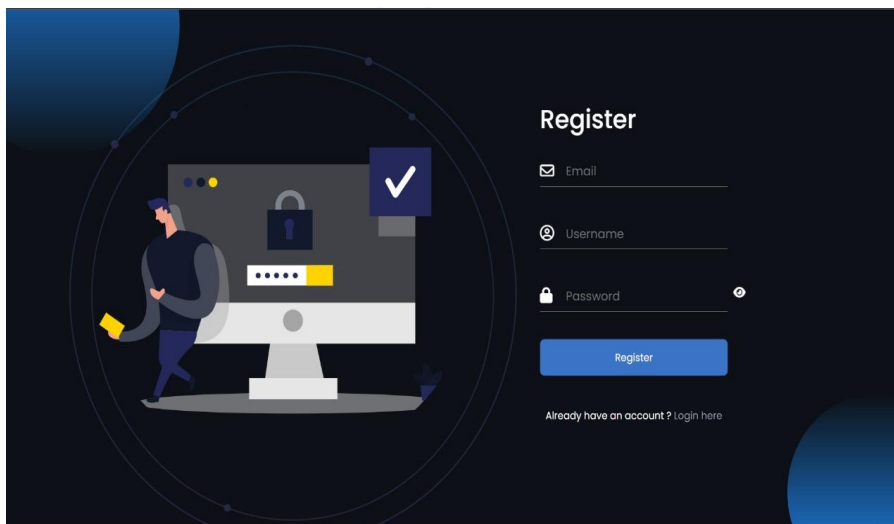 Register
Email
Username
Password
Register
Already have an account ? Login here